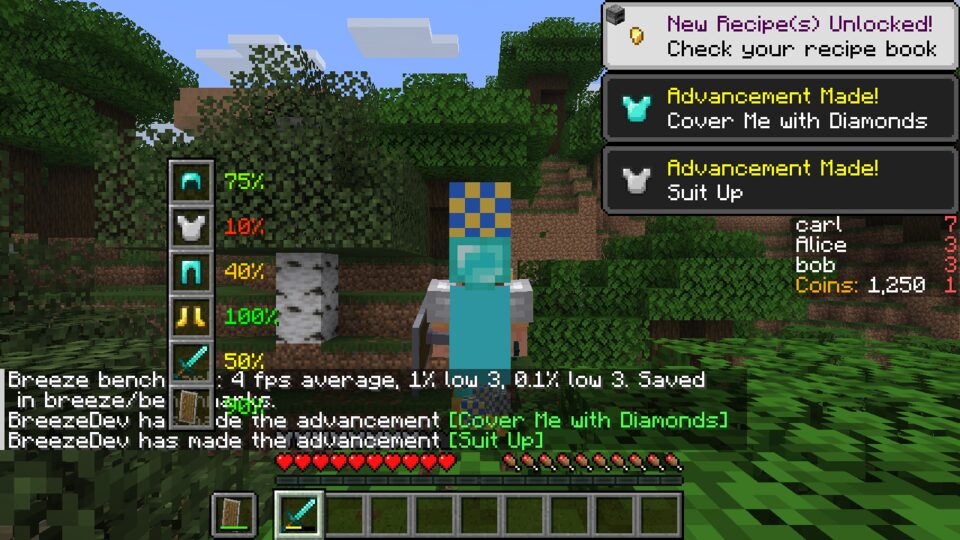 New Recipe(s) Unlocked!
Check your recipe book
Advancement Made!
Cover Me with Diamonds
Advancement Made!
Suit Up
carl 7
Alice 3
bob 3
Coins: 1,250 1
75%
10%
40%
100%
50%
Breeze bench : 4 fps average, 1% low 3, 0.1% low 3. Saved
in breeze/be marks.
BreezeDev ha de the advancement [Cover Me with Diamonds]
BreezeDev has made the advancement [Suit Up]